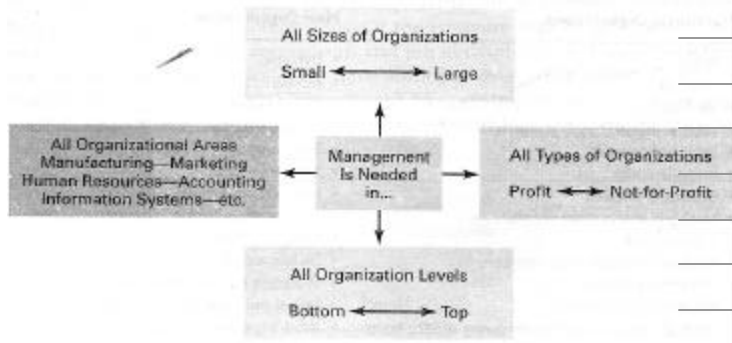 All Sizes of Organizations
Small Large
All Organizational Areas
Manufacturing—Marketing
Human Resources—Accounting
Information Systems—etc.
Management
Is Needed
in...
All Types of Organizations
Profit Not-for-Profit
All Organization Levels
Bottom Top